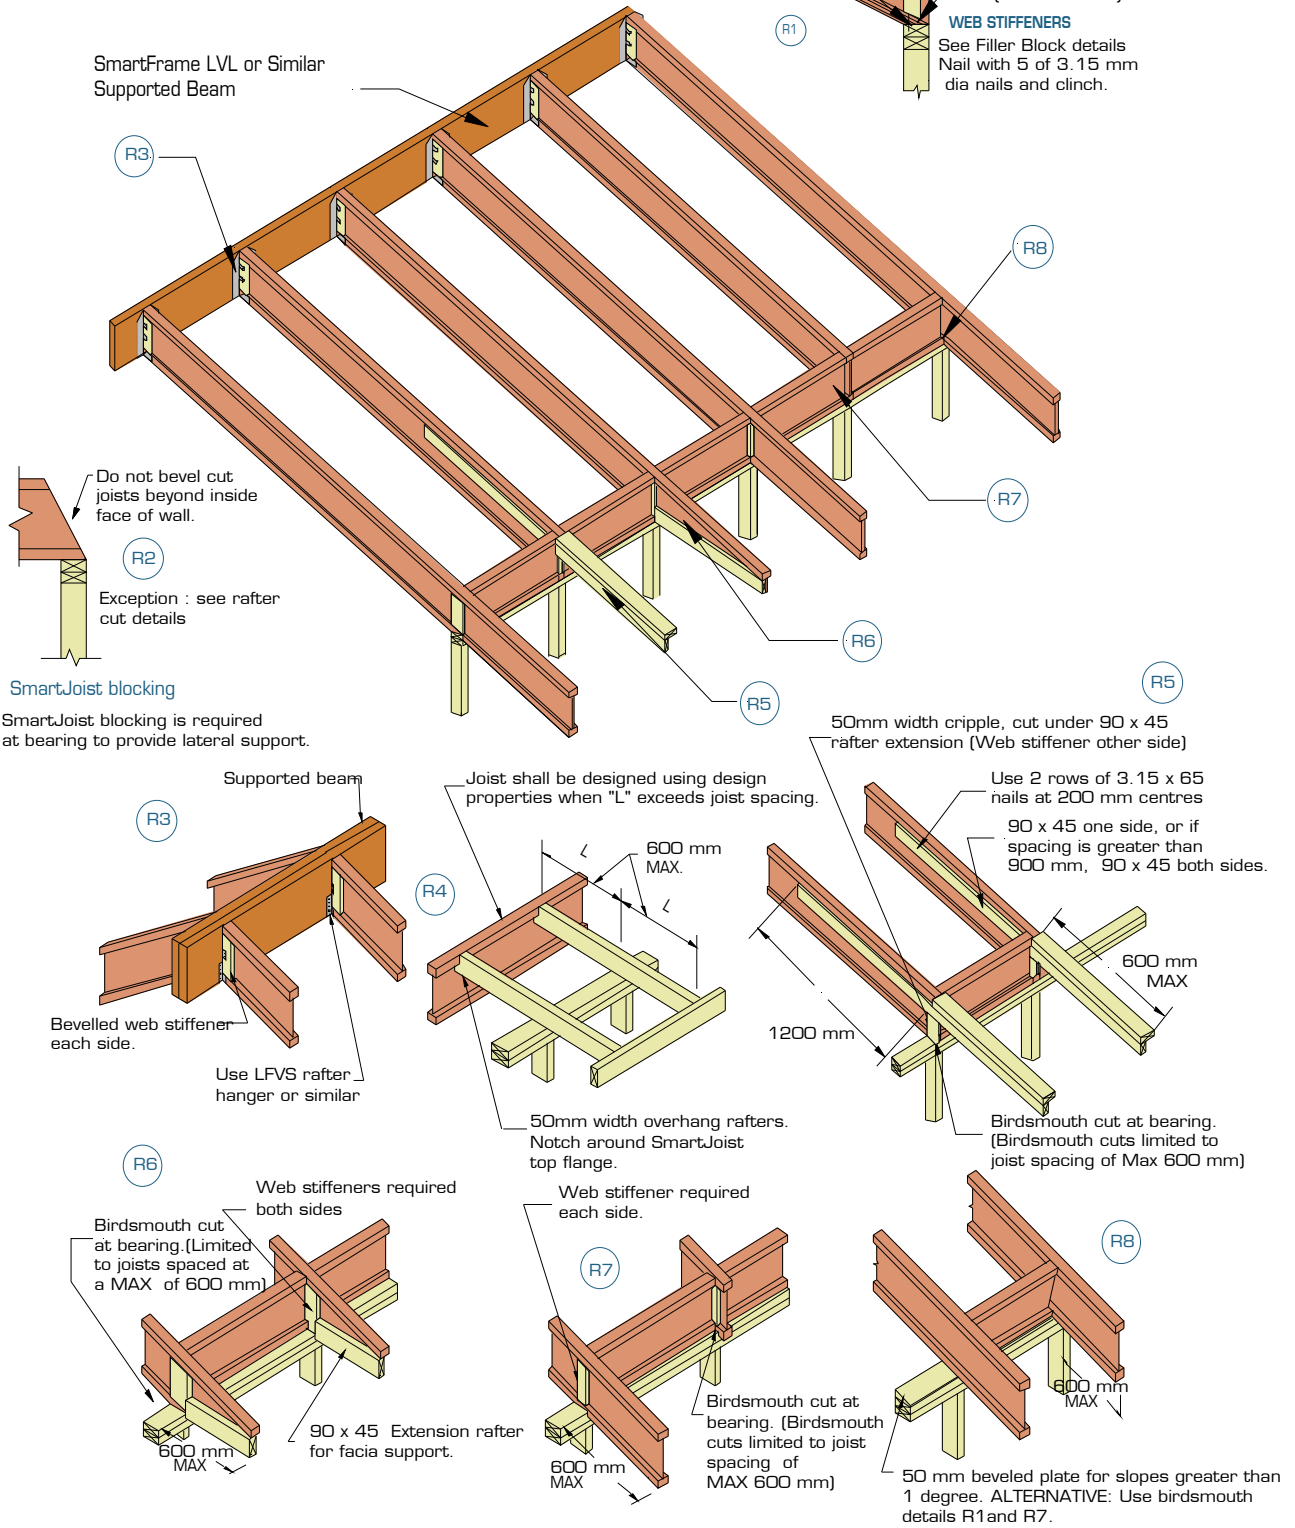 R1
WEB STIFFENERS
See Filler Block details
Nail with 5 of 3.15 mm
dia nails and clinch.
SmartFrame LVL or Similar
Supported Beam
R3
R8
R7
Do not bevel cut
joists beyond inside
face of wall.
R2
Exception : see rafter
cut details
R6
R5
SmartJoist blocking
SmartJoist blocking is required
at bearing to provide lateral support.
R3
Supported beam
Bevelled web stiffener
each side.
Use LFVS rafter
hanger or similar
R4
Joist shall be designed using design
properties when "L" exceeds joist spacing.
L
600 mm
MAX.
L
50mm width overhang rafters.
Notch around SmartJoist
top flange.
R5
50mm width cripple, cut under 90 x 45
rafter extension (Web stiffener other side)
Use 2 rows of 3.15 x 65
nails at 200 mm centres
90 x 45 one side, or if
spacing is greater than
900 mm, 90 x 45 both sides.
600 mm
MAX
1200 mm
Birdsmouth cut at bearing.
(Birdsmouth cuts limited to
joist spacing of Max 600 mm)
R6
Web stiffeners required
both sides
Birdsmouth cut
at bearing.(Limited
to joists spaced at
a MAX of 600 mm)
600 mm
MAX
90 x 45 Extension rafter
for facia support.
Web stiffener required
each side.
R7
600 mm
MAX
Birdsmouth cut at
bearing. (Birdsmouth
cuts limited to joist
spacing of
MAX 600 mm)
R8
600 mm
MAX
50 mm beveled plate for slopes greater than
1 degree. ALTERNATIVE: Use birdsmouth
details R1and R7.